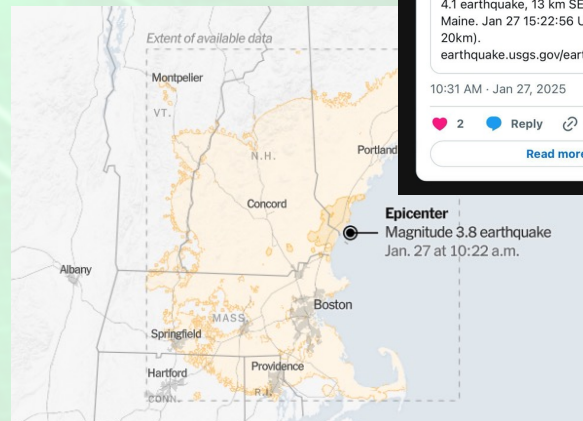 4.1 earthquake, 13 km SE
Maine. Jan 27 15:22:56 U
20km).
earthquake.usgs.gov/eart
10:31 AM · Jan 27, 2025
2 Reply
Read more
Extent of available data
Montpelier
VT.
N.H.
Portland
Concord
Epicenter
Magnitude 3.8 earthquake
Jan. 27 at 10:22 a.m.
Albany
Boston
MASS.
Springfield
Providence
Hartford
R.I.
CONN.